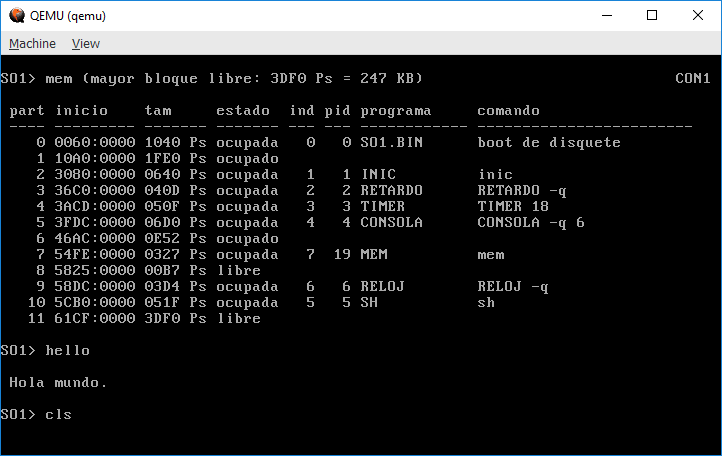 QEMU (qemu)
Machine View
SO1> mem (mayor bloque libre: 3DF0 Ps = 247 KB) CON1
part inicio tam estado ind pid programa comando
---- --------- ------- ------- --- --- ------------ ------------------------
0 0060:0000 1040 Ps ocupada 0 0 SO1.BIN boot de disquete
1 10A0:0000 1FE0 Ps ocupado
2 3080:0000 0640 Ps ocupada 1 1 INIC inic
3 36C0:0000 040D Ps ocupada 2 2 RETARDO RETARDO -q
4 3ACD:0000 050F Ps ocupada 3 3 TIMER TIMER 18
5 3FDC:0000 06D0 Ps ocupada 4 4 CONSOLA CONSOLA -q 6
6 46AC:0000 0E52 Ps ocupado
7 54FE:0000 0327 Ps ocupada 7 19 MEM mem
8 5825:0000 00B7 Ps libre
9 58DC:0000 03D4 Ps ocupada 6 6 RELOJ RELOJ -q
10 5CB0:0000 051F Ps ocupada 5 5 SH sh
11 61CF:0000 3DF0 Ps libre
SO1> hello
Hola mundo.
SO1> cls